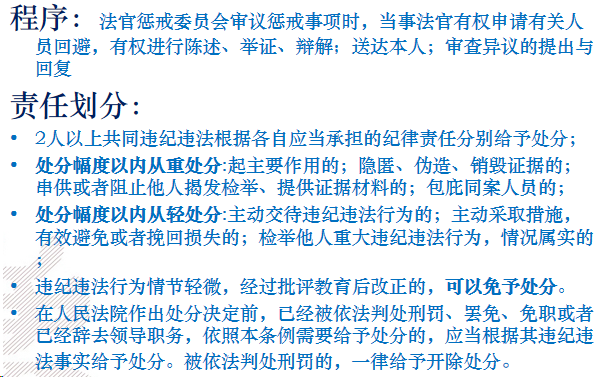 程序：法官惩戒委员会审议惩戒事项时，当事法官有权申请有关人
员回避，有权进行陈述、举证、辩解；送达本人；审查异议的提出与
回复
责任划分：
• 2人以上共同违纪违法根据各自应当承担的纪律责任分别给予处分；
• 处分幅度以内从重处分:起主要作用的；隐匿、伪造、销毁证据的；
串供或者阻止他人揭发检举、提供证据材料的；包庇同案人员的；
• 处分幅度以内从轻处分:主动交待违纪违法行为的；主动采取措施，
有效避免或者挽回损失的；检举他人重大违纪违法行为，情况属实的
；
• 违纪违法行为情节轻微，经过批评教育后改正的，可以免予处分。
• 在人民法院作出处分决定前，已经被依法判处刑罚、罢免、免职或者
已经辞去领导职务，依照本条例需要给予处分的，应当根据其违纪违
法事实给予处分。被依法判处刑罚的，一律给予开除处分。